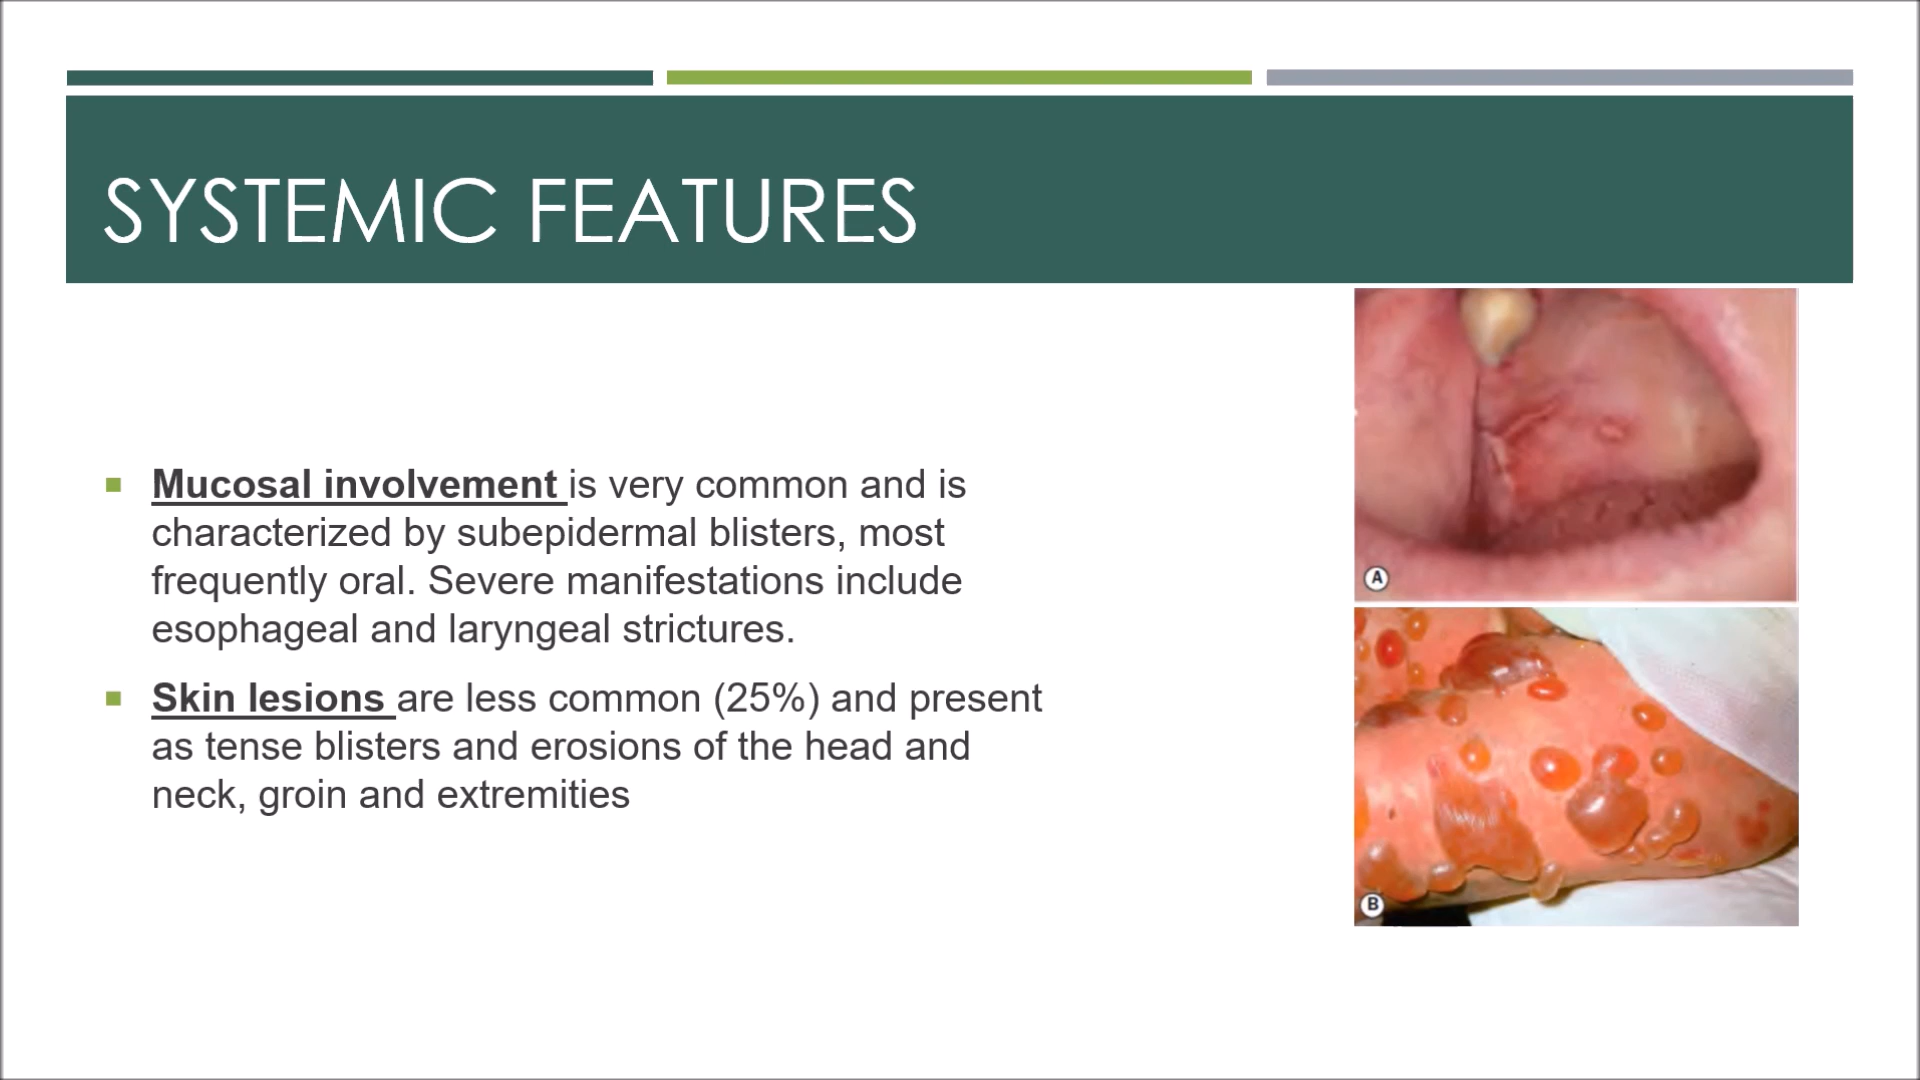 SYSTEMIC FEATURES
Mucosal involvement is very common and is
characterized by subepidermal blisters, most
frequently oral. Severe manifestations include
esophageal and laryngeal strictures.
Skin lesions are less common (25%) and present
as tense blisters and erosions of the head and
neck, groin and extremities
A
B